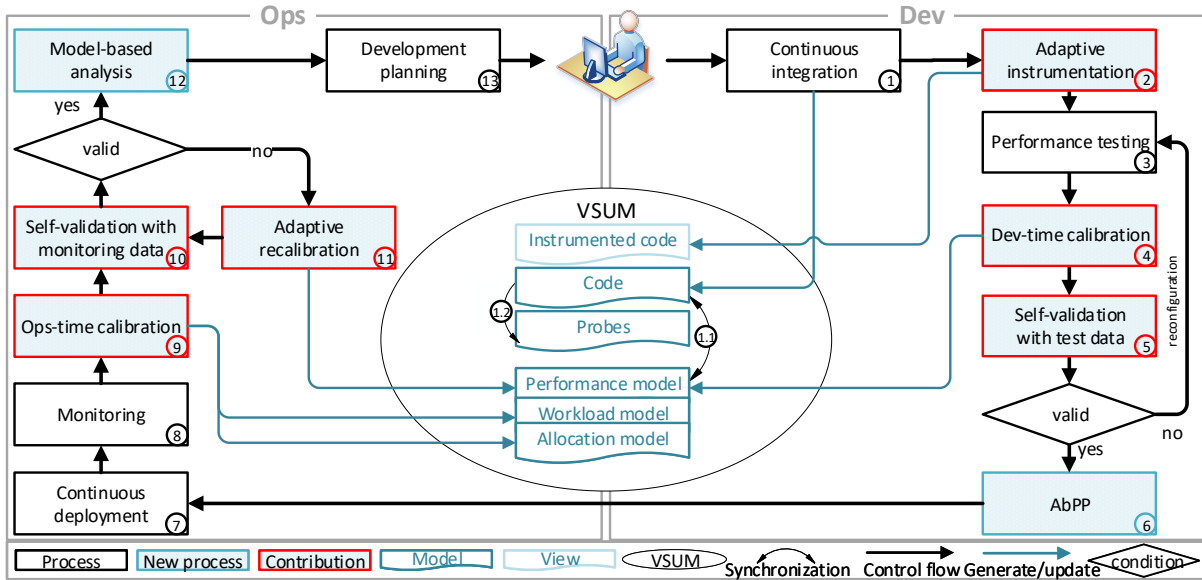 Ops
Dev
Model-based
analysis
12
Development
planning
13
Continuous
integration
1
Adaptive
instrumentation
2
yes
valid
no
Performance testing
3
Self-validation with
monitoring data
10
Adaptive
recalibration
11
VSUM
Instrumented code
Code
Probes
1.2
1.1
Performance model
Workload model
Allocation model
Dev-time calibration
4
reconfiguration
Ops-time calibration
9
Self-validation
with test data
5
Monitoring
8
valid
no
yes
Continuous
deployment
7
AbPP
6
Process
New process
Contribution
Model
View
VSUM
Synchronization
Control flow
Generate/update
condition